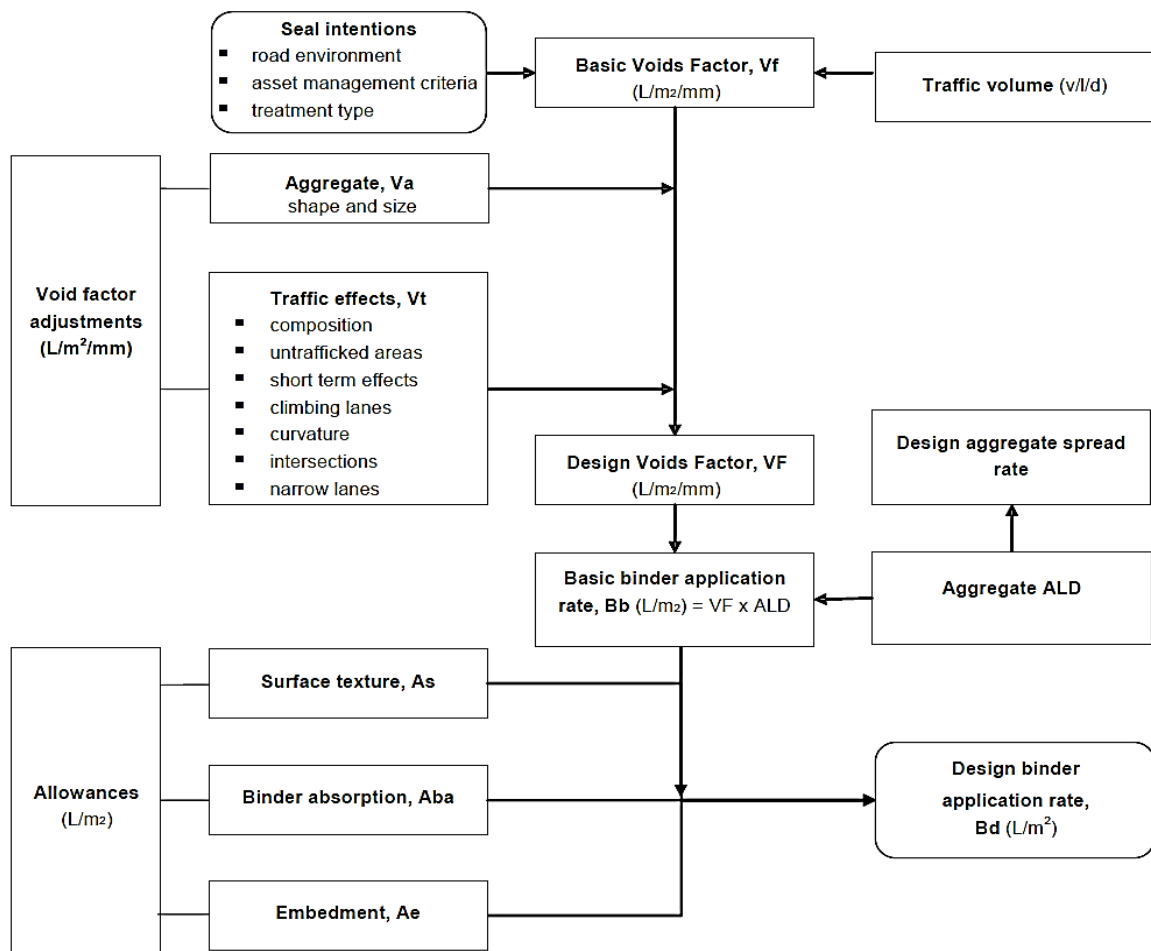 Seal intentions
▪ road environment
▪ asset management criteria
▪ treatment type
Basic Voids Factor, Vf
(L/m2/mm)
Traffic volume (v/l/d)
Void factor
adjustments
(L/m²/mm)
Aggregate, Va
shape and size
Traffic effects, Vt
▪ composition
▪ untrafficked areas
▪ short term effects
▪ climbing lanes
▪ curvature
▪ intersections
▪ narrow lanes
Design Voids Factor, VF
(L/m2/mm)
Design aggregate spread
rate
Basic binder application
rate, Bb (L/m2) = VF x ALD
Aggregate ALD
Allowances
(L/m2)
Surface texture, As
Binder absorption, Aba
Embedment, Ae
Design binder
application rate,
Bd (L/m²)